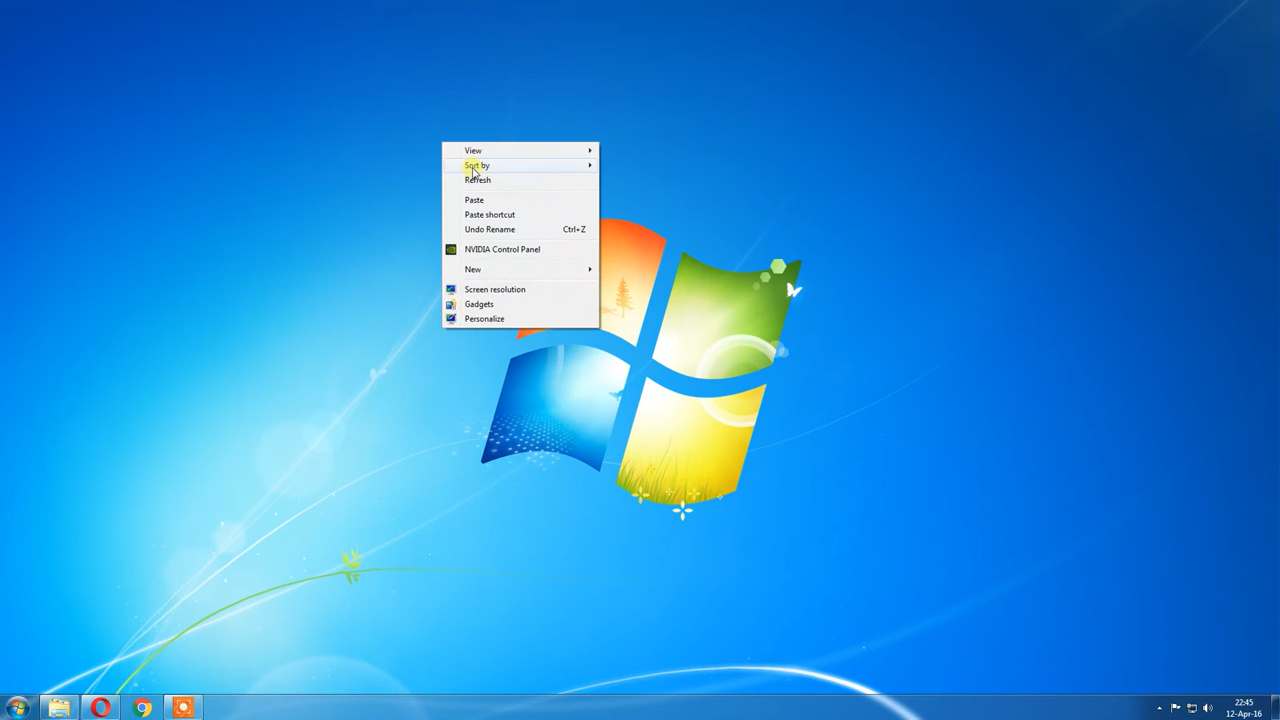 View
Sort by
Refresh
Paste
Paste shortcut
Undo Rename Ctrl+Z
NVIDIA Control Panel
New
Screen resolution
Gadgets
Personalize
22:45
12-Apr-16